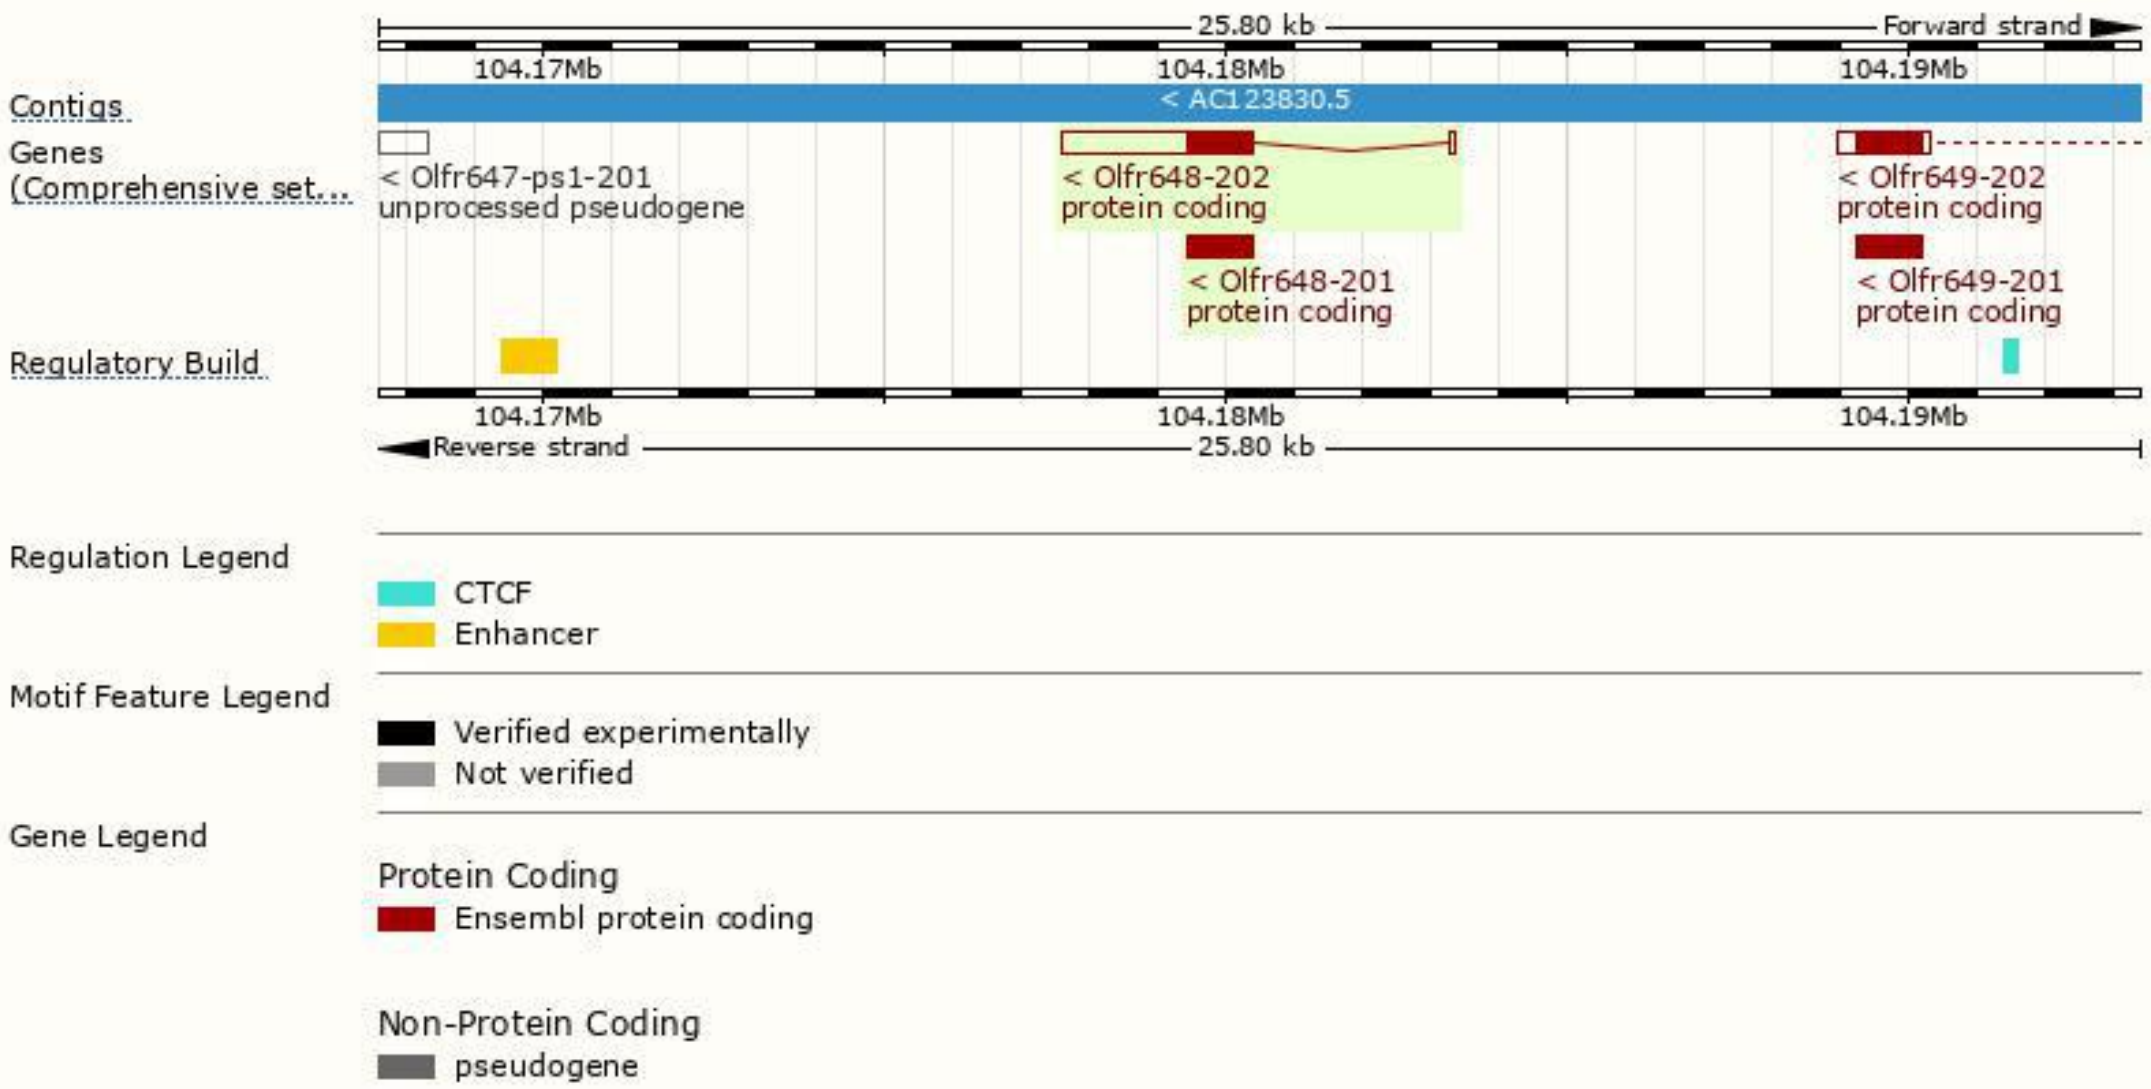 25.80 kb Forward strand
104.17Mb 104.18Mb 104.19Mb
Contigs < AC123830.5
Genes
(Comprehensive set...
< Olfr647-ps1-201 < Olfr648-202 < Olfr649-202
unprocessed pseudogene protein coding protein coding
< Olfr648-201 < Olfr649-201
protein coding protein coding
Regulatory Build
104.17Mb 104.18Mb 104.19Mb
Reverse strand 25.80 kb
Regulation Legend
CTCF
Enhancer
Motif Feature Legend
Verified experimentally
Not verified
Gene Legend
Protein Coding
Ensembl protein coding
Non-Protein Coding
pseudogene